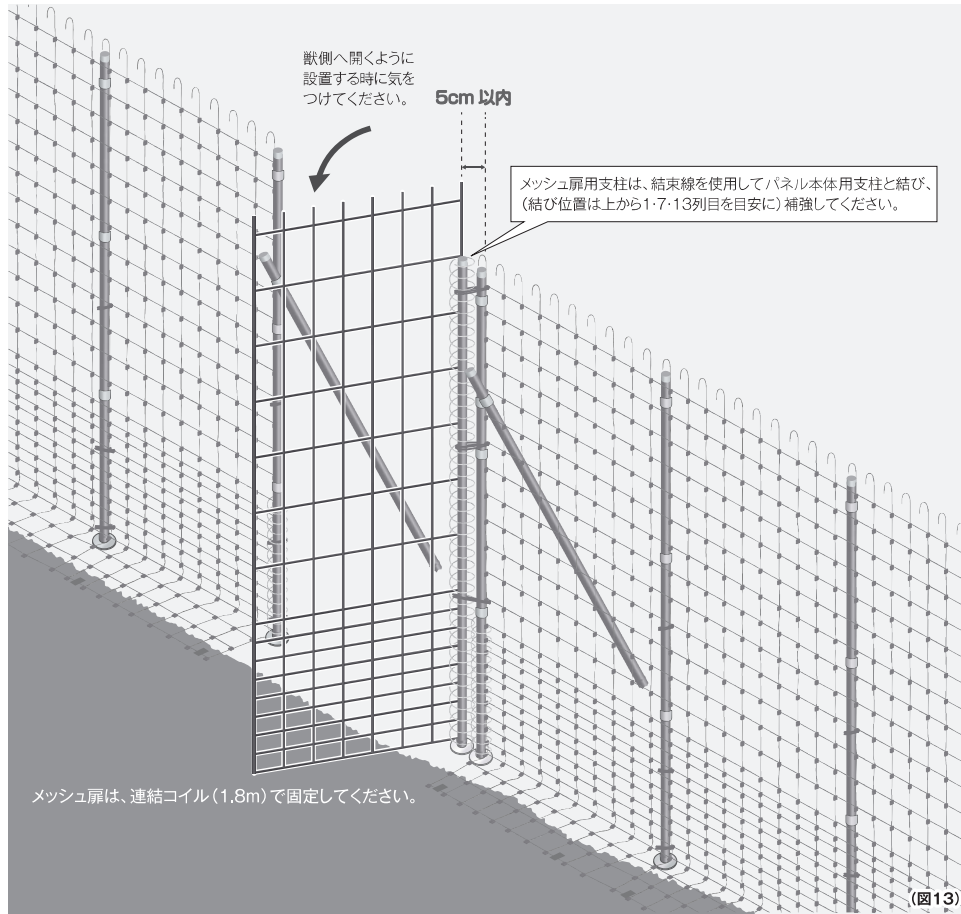 獣側へ開くように
設置する時に気を
つけてください。
5cm 以内
メッシュ扉用支柱は、結束線を使用してパネル本体用支柱と結び、
（結び位置は上から1・7・13列目を目安に）補強してください。
メッシュ扉は、連結コイル（1.8m）で固定してください。
(図13)